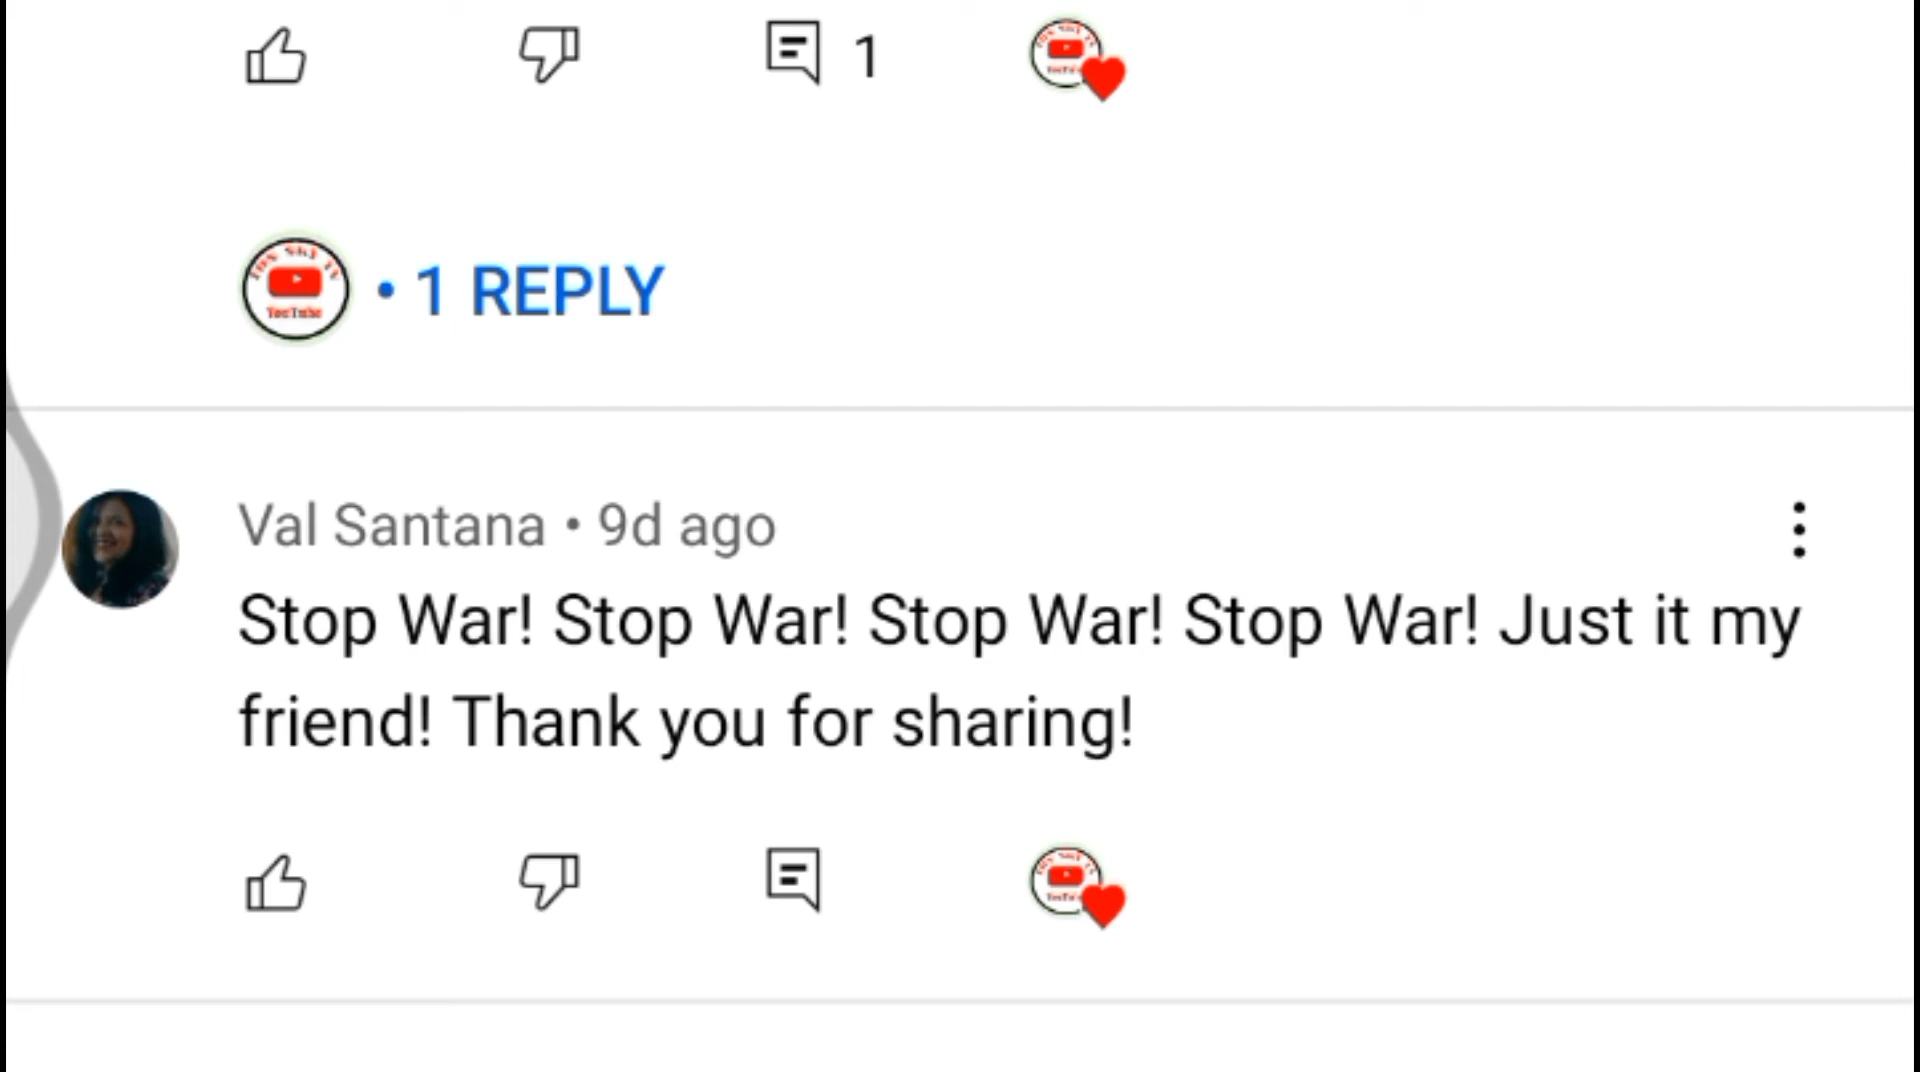 1
YouTube
• 1 REPLY
Val Santana • 9d ago
Stop War! Stop War! Stop War! Stop War! Just it my
friend! Thank you for sharing!